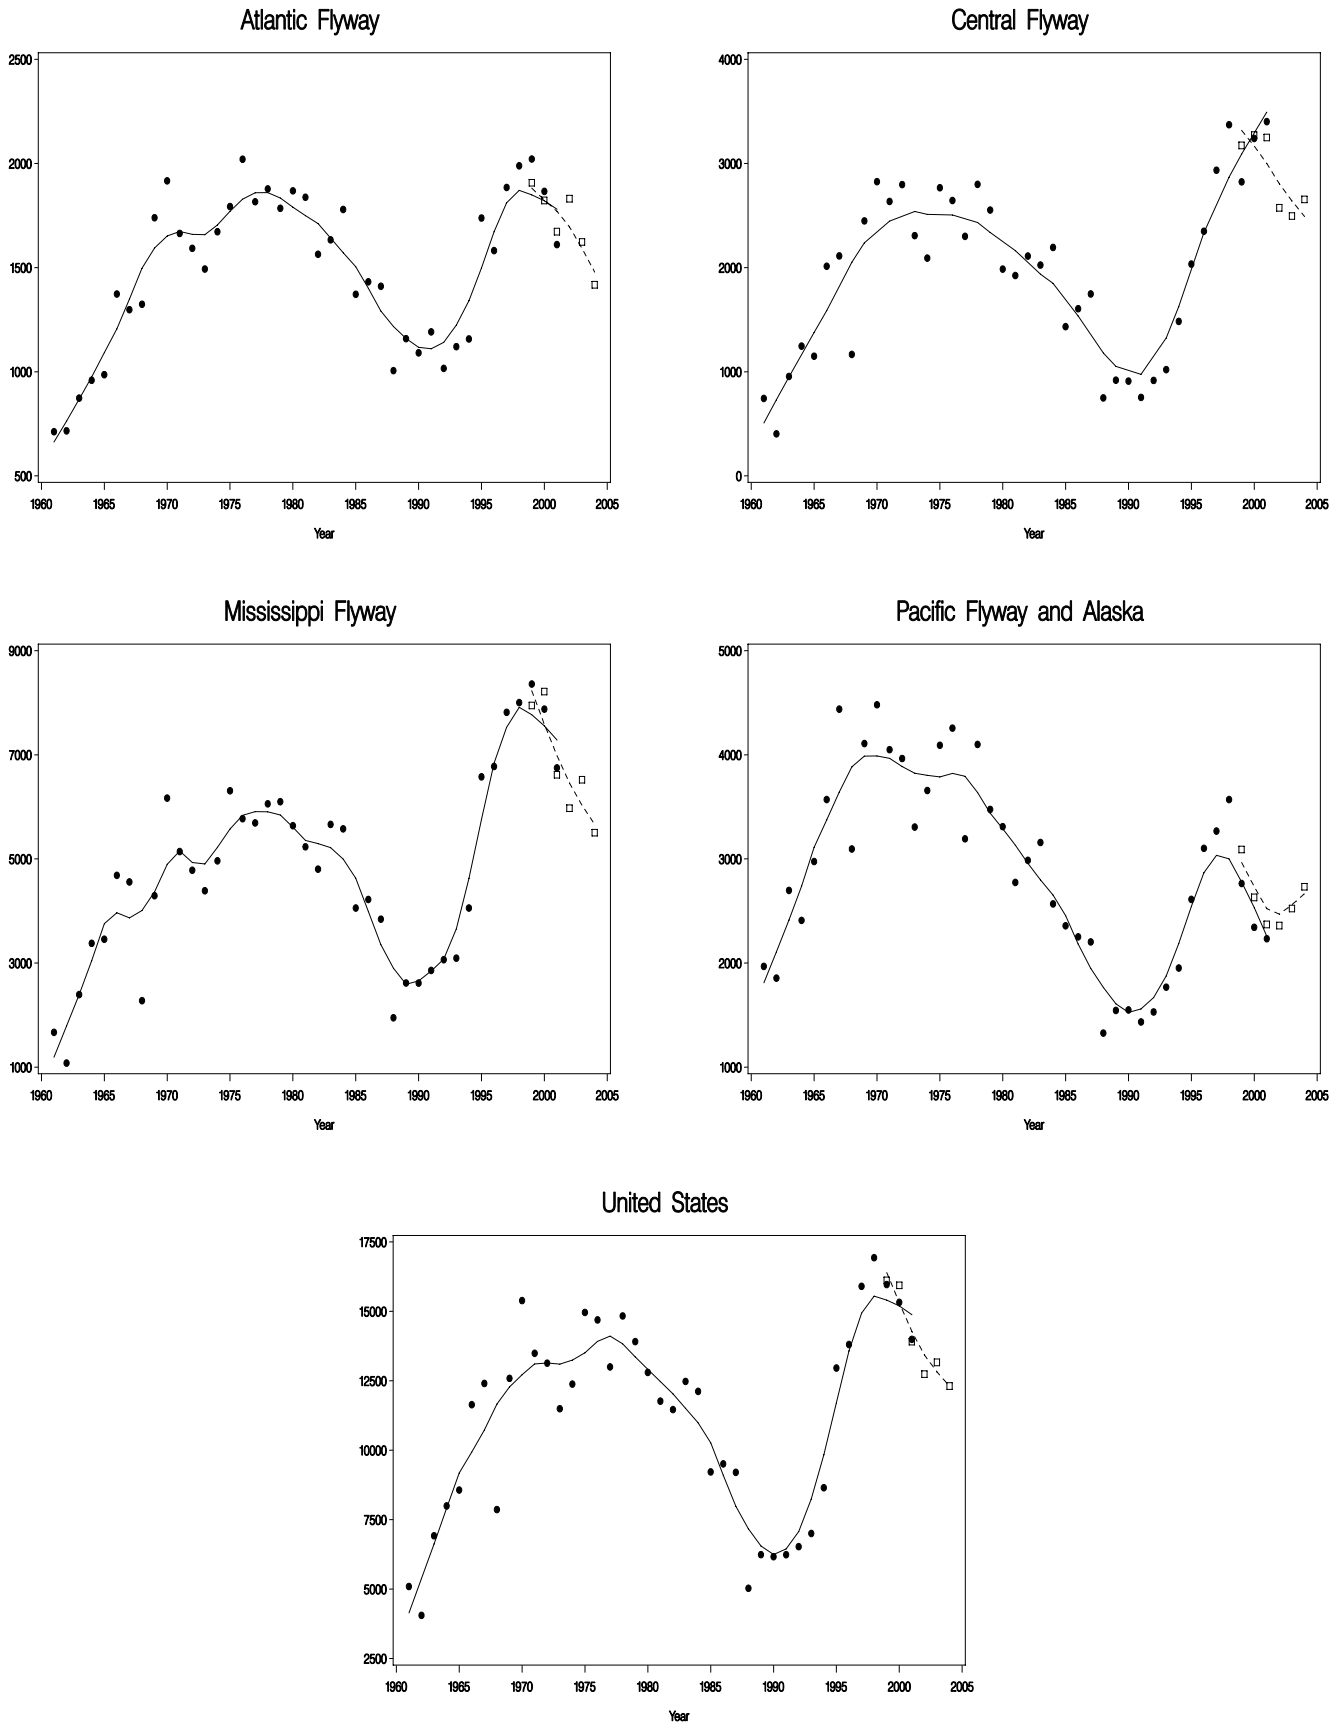 Atlantic Flyway
2500
2000
1500
1000
500
1960 1965 1970 1975 1980 1985 1990 1995 2000 2005
Year
Central Flyway
4000
3000
2000
1000
0
1960 1965 1970 1975 1980 1985 1990 1995 2000 2005
Year
Mississippi Flyway
9000
7000
5000
3000
1000
1960 1965 1970 1975 1980 1985 1990 1995 2000 2005
Year
Pacific Flyway and Alaska
5000
4000
3000
2000
1000
1960 1965 1970 1975 1980 1985 1990 1995 2000 2005
Year
United States
17500
15000
12500
10000
7500
5000
2500
1960 1965 1970 1975 1980 1985 1990 1995 2000 2005
Year